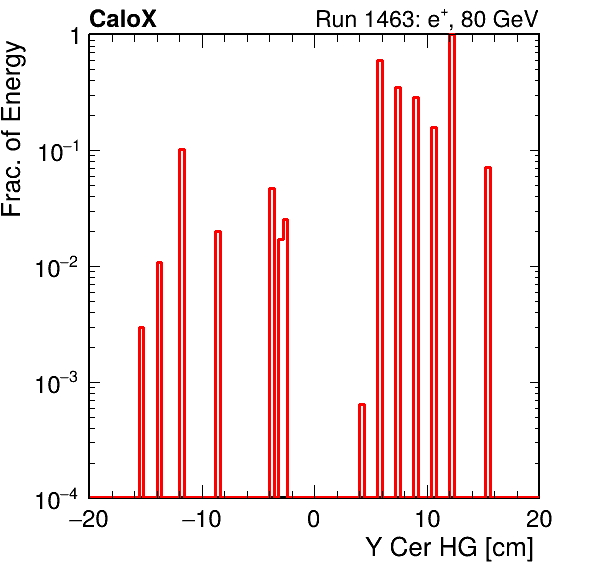 CaloX Run 1463: e⁺, 80 GeV
Frac. of Energy
1
10⁻¹
10⁻²
10⁻³
10⁻⁴
−20 −10 0 10 20
Y Cer HG [cm]